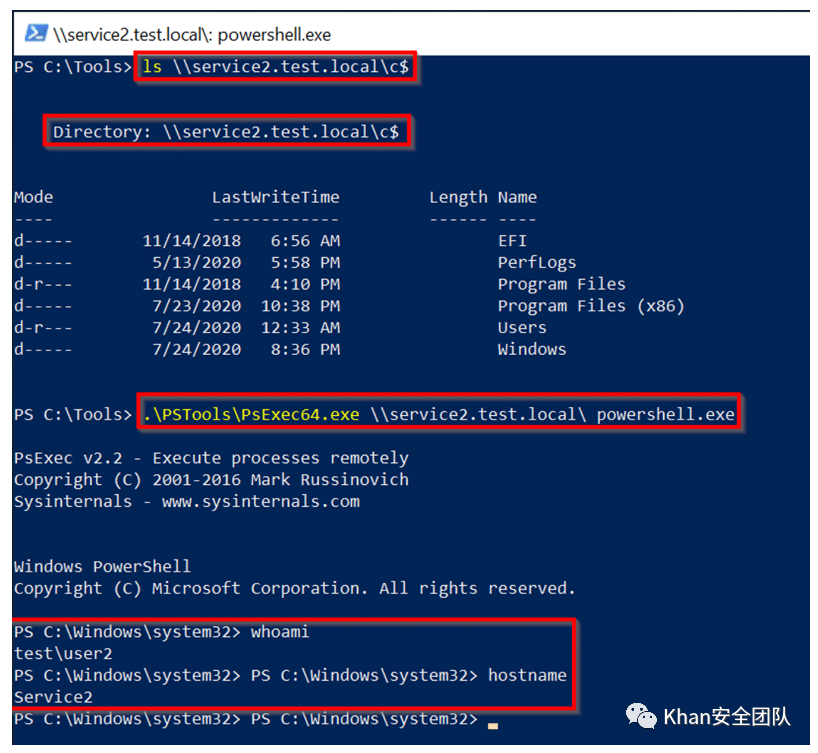 \\service2.test.local\: powershell.exe
PS C:\Tools> ls \\service2.test.local\c$
Directory: \\service2.test.local\c$
Mode                LastWriteTime         Length Name
----                -------------         ------ ----
d-----       11/14/2018   6:56 AM                EFI
d-----        5/13/2020   5:58 PM                PerfLogs
d-r---       11/14/2018   4:10 PM                Program Files
d-----        7/23/2020  10:38 PM                Program Files (x86)
d-r---        7/24/2020  12:33 AM                Users
d-----        7/24/2020   8:36 PM                Windows
PS C:\Tools> .\PSTools\PsExec64.exe \\service2.test.local\ powershell.exe
PsExec v2.2 - Execute processes remotely
Copyright (C) 2001-2016 Mark Russinovich
Sysinternals - www.sysinternals.com
Windows PowerShell
Copyright (C) Microsoft Corporation. All rights reserved.
PS C:\Windows\system32> whoami
test\user2
PS C:\Windows\system32> PS C:\Windows\system32> hostname
Service2
PS C:\Windows\system32> PS C:\Windows\system32>
Khan安全团队